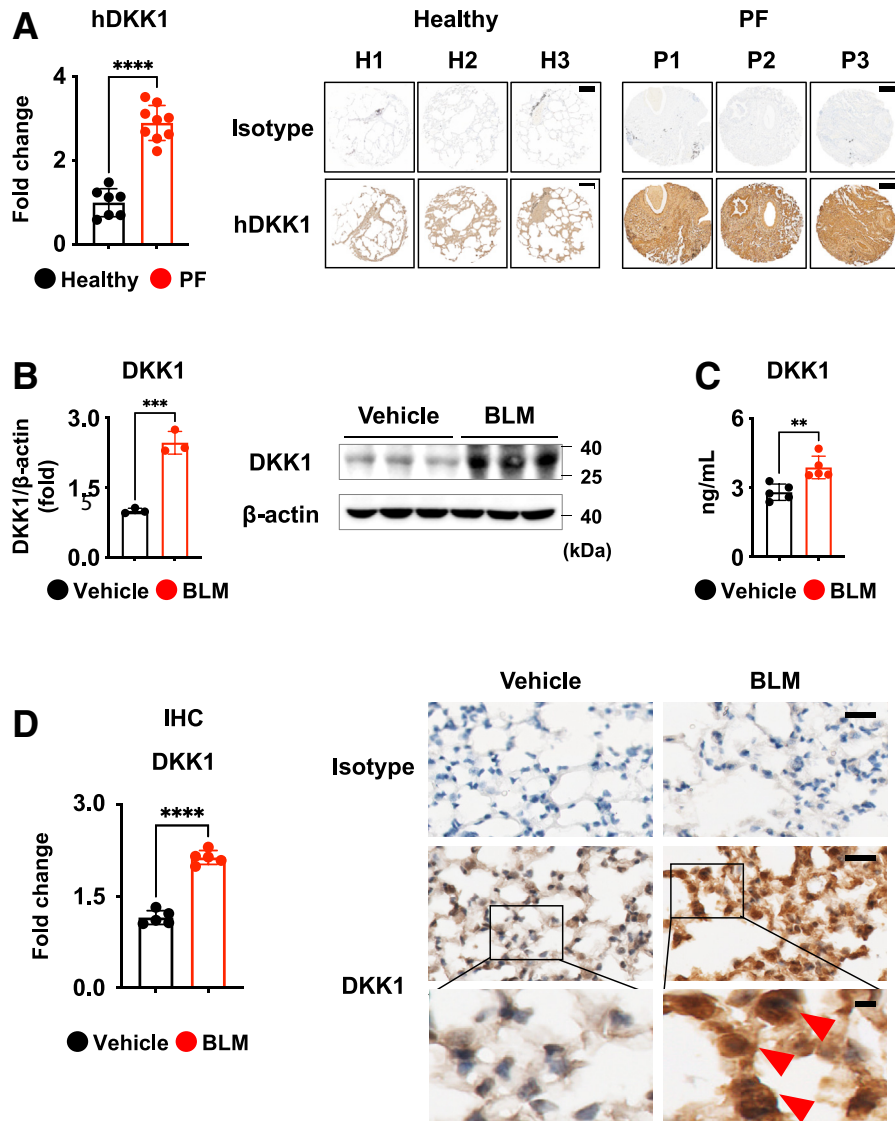 A
hDKK1
****
Fold change
4
2
0
Healthy PF
Healthy PF
H1 H2 H3 P1 P2 P3
Isotype
hDKK1
B
DKK1
***
DKK1/β-actin
(fold)
3.0
1.5
5
0.0
Vehicle BLM
Vehicle BLM
DKK1
40
25
β-actin
40
(kDa)
C
DKK1
**
ng/mL
6
3
0
Vehicle
BLM
D
IHC
DKK1
****
Fold change
3.0
1.5
0.0
Vehicle BLM
Vehicle BLM
Isotype
DKK1